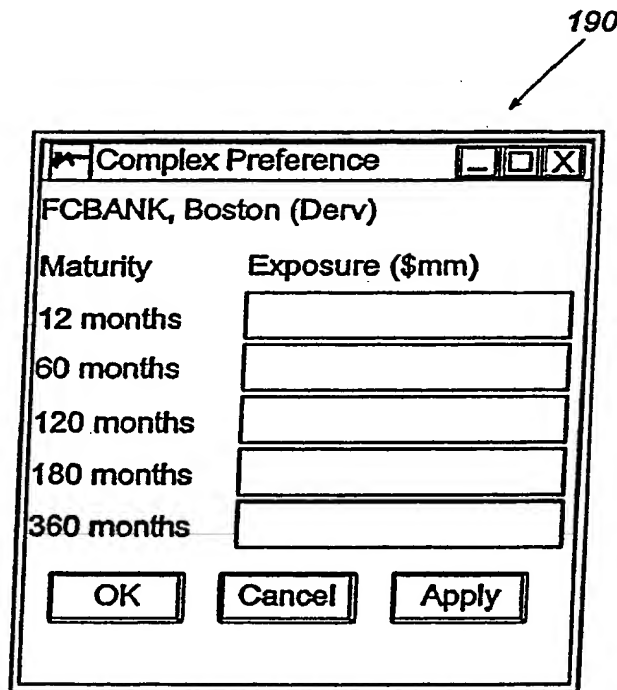 190
Complex Preference
FCBANK, Boston (Derv)
Maturity Exposure ($mm)
12 months
60 months
120 months
180 months
360 months
OK Cancel Apply